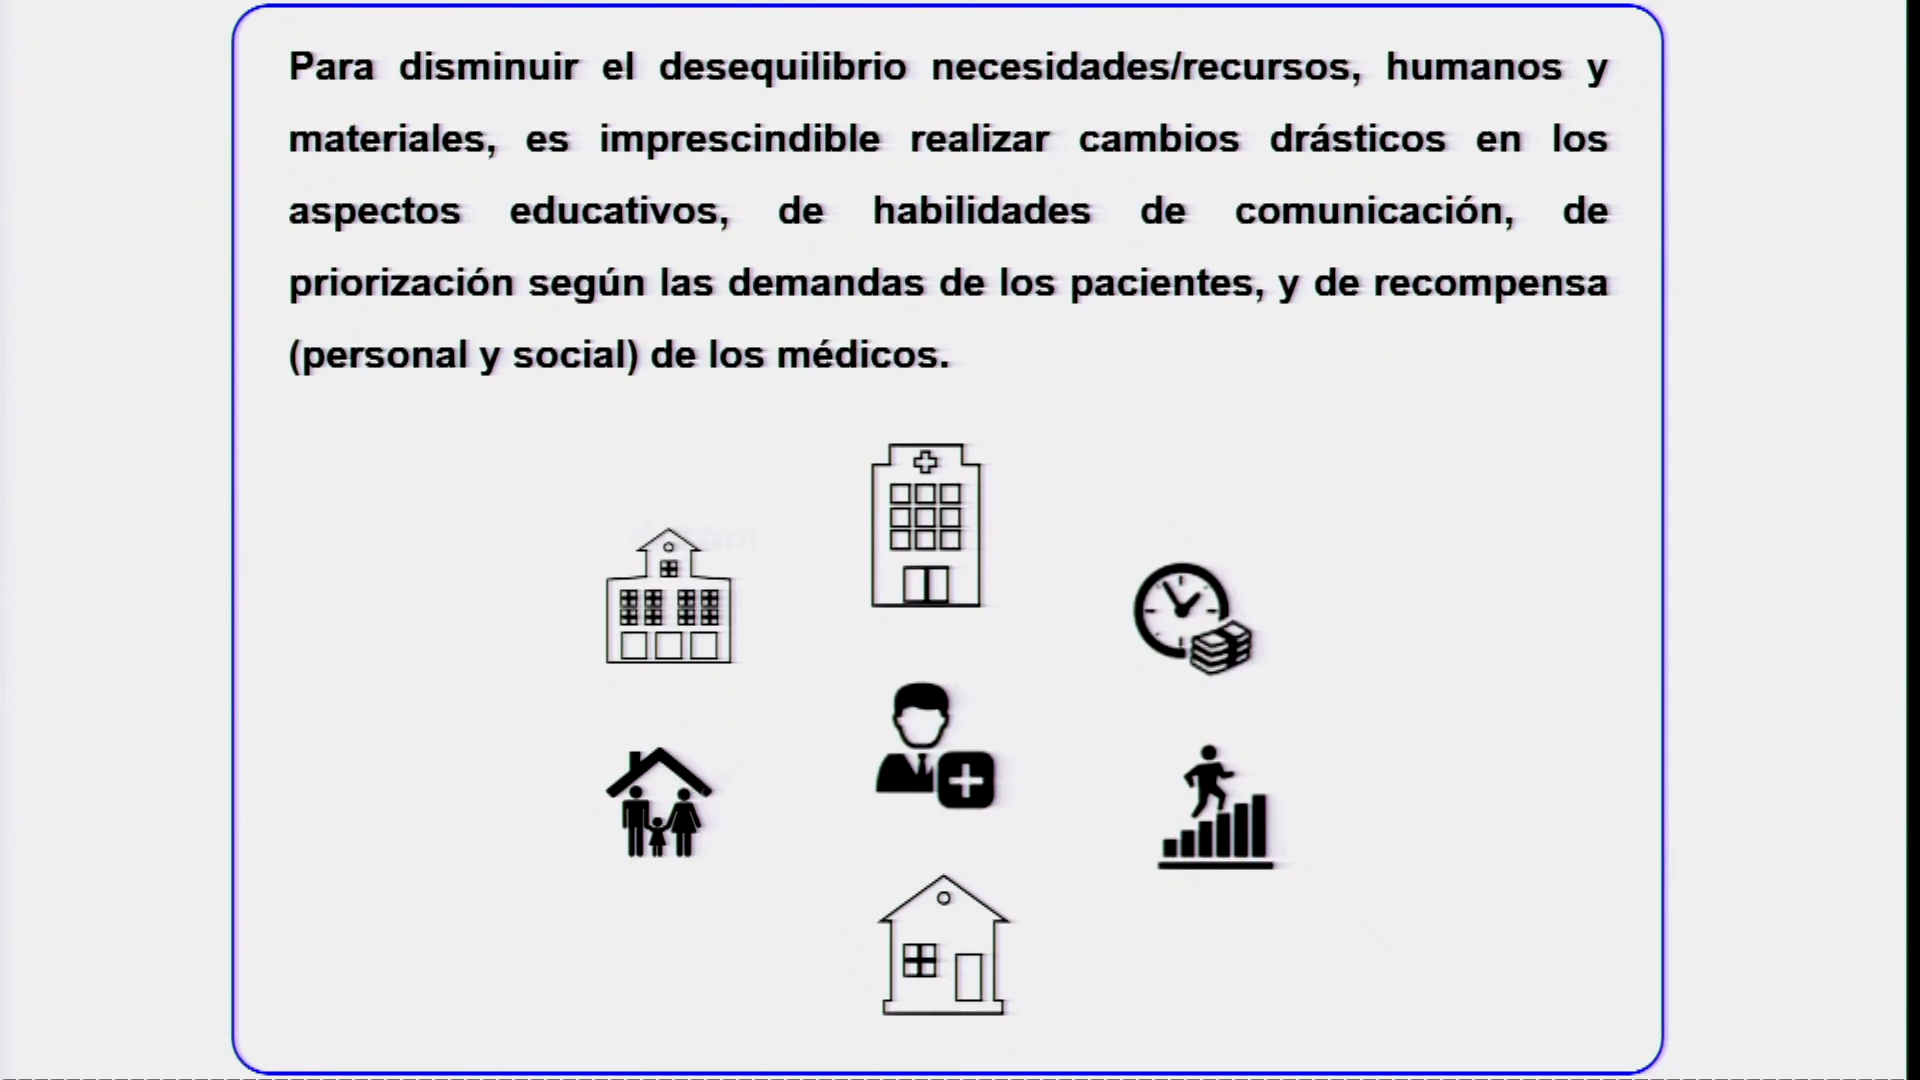 Para disminuir el desequilibrio necesidades/recursos, humanos y
materiales, es imprescindible realizar cambios drásticos en los
aspectos educativos, de habilidades de comunicación, de
priorización según las demandas de los pacientes, y de recompensa
(personal y social) de los médicos.